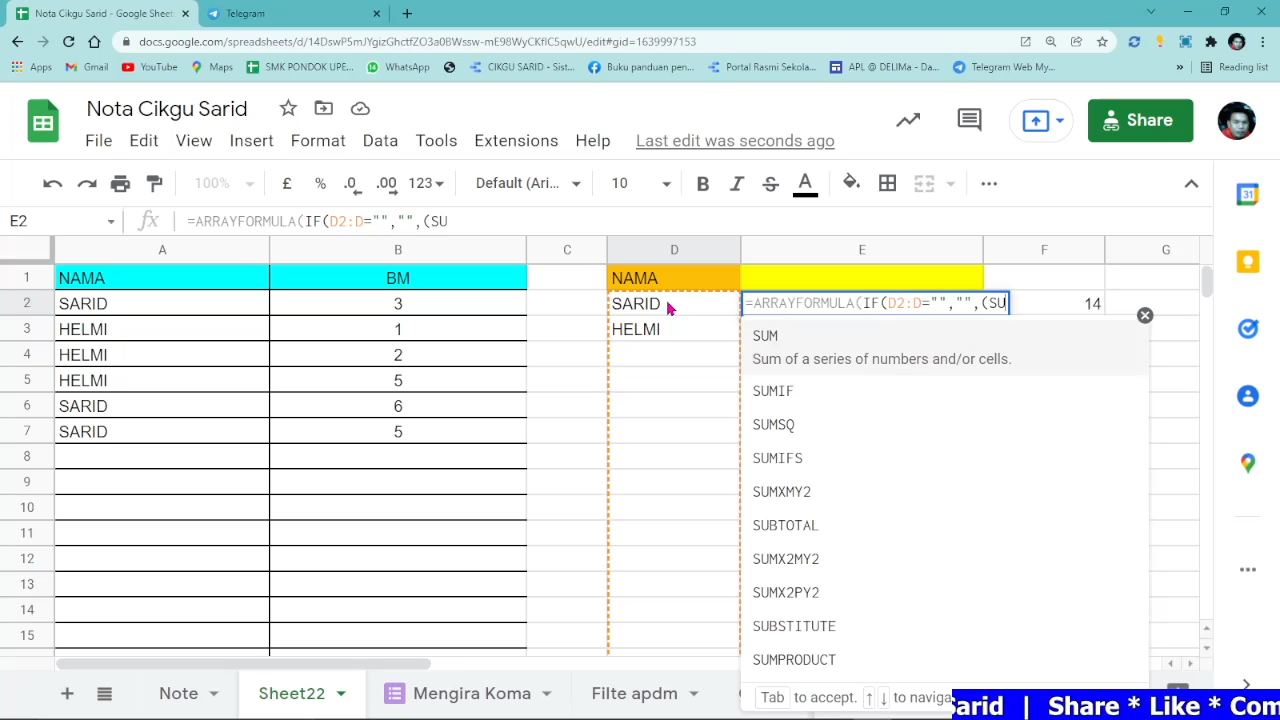 Nota Cikgu Sarid - Google Sheets
Telegram
docs.google.com/spreadsheets/d/14DswP5mJYgizGhctfZO3a0BWssw-mE98WyCKfIC5qwU/edit#gid=1639997153
Apps Gmail YouTube Maps SMK PONDOK UPE... WhatsApp CIKGU SARID - Sist... Buku panduan pen... Portal Rasmi Sekola... APL @ DELIMa - Da... Telegram Web My... » Reading list
Nota Cikgu Sarid
Share
File Edit View Insert Format Data Tools Extensions Help Last edit was seconds ago
100% £ % .0 .00 123 Default (Ari... 10 B I S A
E2 fx =ARRAYFORMULA(IF(D2:D="","",(SU
A B C D E F G
1 NAMA BM NAMA
2 SARID 3 SARID =ARRAYFORMULA(IF(D2:D="","",(SU 14
3 HELMI 1 HELMI
SUM
4 HELMI 2
Sum of a series of numbers and/or cells.
5 HELMI 5
SUMIF
6 SARID 6
SUMSQ
7 SARID 5
SUMIFS
8
9
SUMXMY2
10
SUBTOTAL
11
SUMX2MY2
12
13
SUMX2PY2
14
SUBSTITUTE
15
SUMPRODUCT
Tab to accept. ↑ ↓ to naviga
+ Note Sheet22 Mengira Koma Filte apdm
Sarid | Share * Like * Com